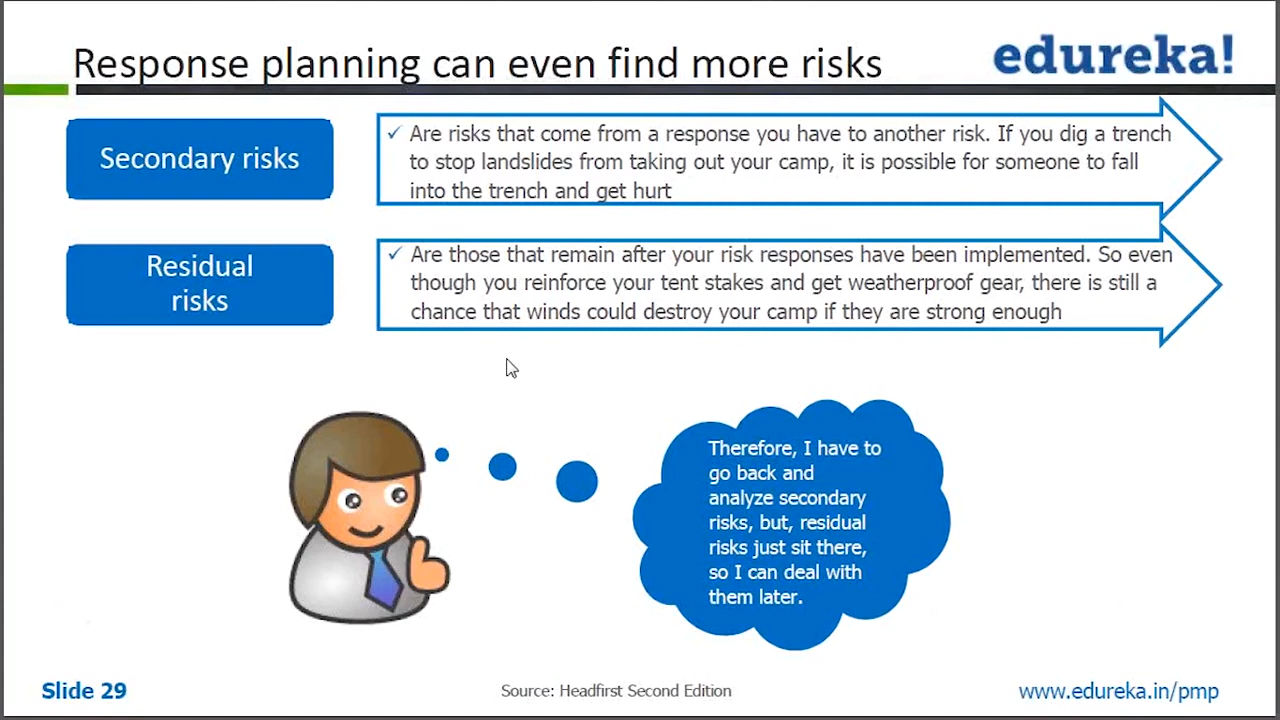 Response planning can even find more risks
edureka!
Secondary risks
✓ Are risks that come from a response you have to another risk. If you dig a trench
to stop landslides from taking out your camp, it is possible for someone to fall
into the trench and get hurt
Residual
risks
✓ Are those that remain after your risk responses have been implemented. So even
though you reinforce your tent stakes and get weatherproof gear, there is still a
chance that winds could destroy your camp if they are strong enough
Therefore, I have to
go back and
analyze secondary
risks, but, residual
risks just sit there,
so I can deal with
them later.
Slide 29
Source: Headfirst Second Edition
www.edureka.in/pmp